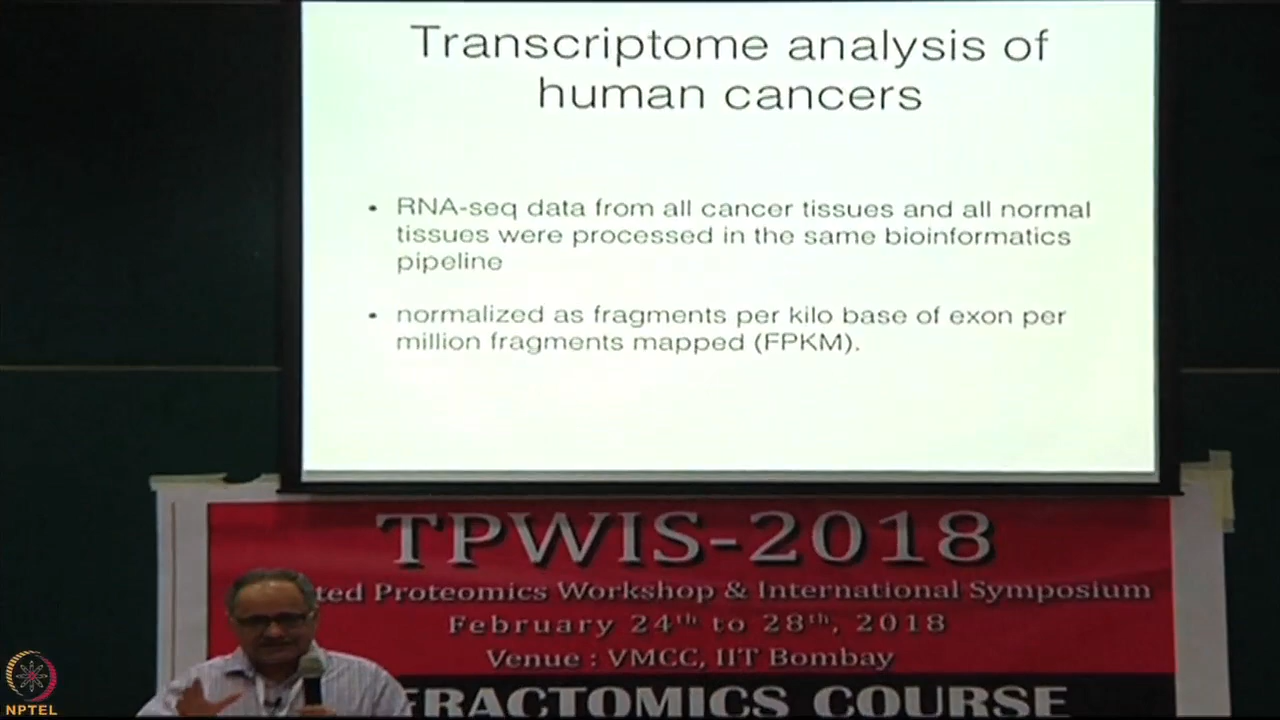 Transcriptome analysis of
human cancers
• RNA-seq data from all cancer tissues and all normal
tissues were processed in the same bioinformatics
pipeline
• normalized as fragments per kilo base of exon per
million fragments mapped (FPKM).
TPWIS-2018
ted Proteomics Workshop & International Symposium
February 24th to 28th, 2018
Venue : VMCC, IIT Bombay
RACTOMICS COURSE
NPTEL